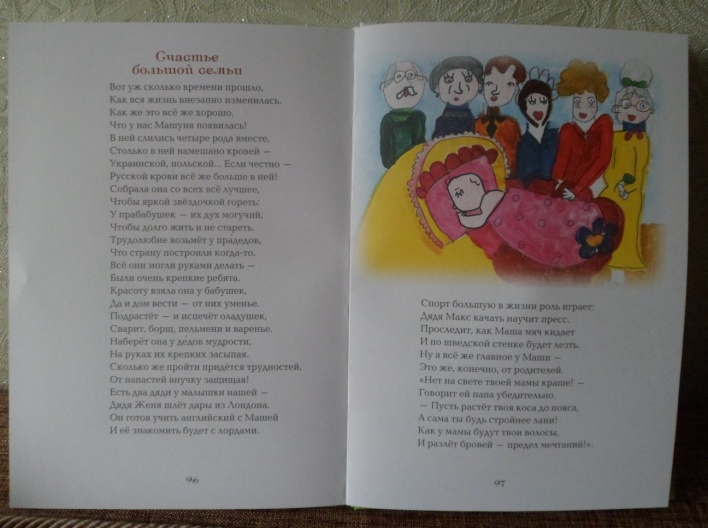 Счастье
большой семьи
Вот уж сколько времени прошло,
Как вся жизнь внезапно изменилась.
Как же это всё же хорошо,
Что у нас Машуня появилась!
В ней слились четыре рода вместе,
Столько в ней намешано кровей —
Украинской, польской... Если честно —
Русской крови всё же больше в ней!
Собрала она со всех всё лучшее,
Чтобы яркой звёздочкой гореть:
У прабабушек — их дух могучий,
Чтобы долго жить и не стареть.
Трудолюбие возьмёт у прадедов,
Что страну построили когда-то.
Всё они могли руками делать —
Были очень крепкие ребята.
Красоту взяла она у бабушек,
Да и дом вести — от них уменье.
Подрастёт — и испечёт оладушек,
Сварит, борщ, пельмени и варенье.
Наберёт она у дедов мудрости,
На руках их крепких засыпая.
Сколько же пройти придётся трудностей,
От напастей внучку защищая!
Есть два дяди у малышки нашей —
Дядя Женя шлёт дары из Лондона.
Он готов учить английский с Машей
И её знакомить будет с лордами.
96
Спорт большую в жизни роль играет:
Дядя Макс качать научит пресс.
Проследит, как Маша мяч кидает
И по шведской стенке будет лезть.
Ну а всё же главное у Маши —
Это же, конечно, от родителей.
«Нет на свете твоей мамы краше! —
Говорит ей папа убедительно.
— Пусть растёт твоя коса до пояса,
А сама ты будь стройнее лани!
Как у мамы будут твои волосы,
И разлёт бровей — предел мечтаний!».
97